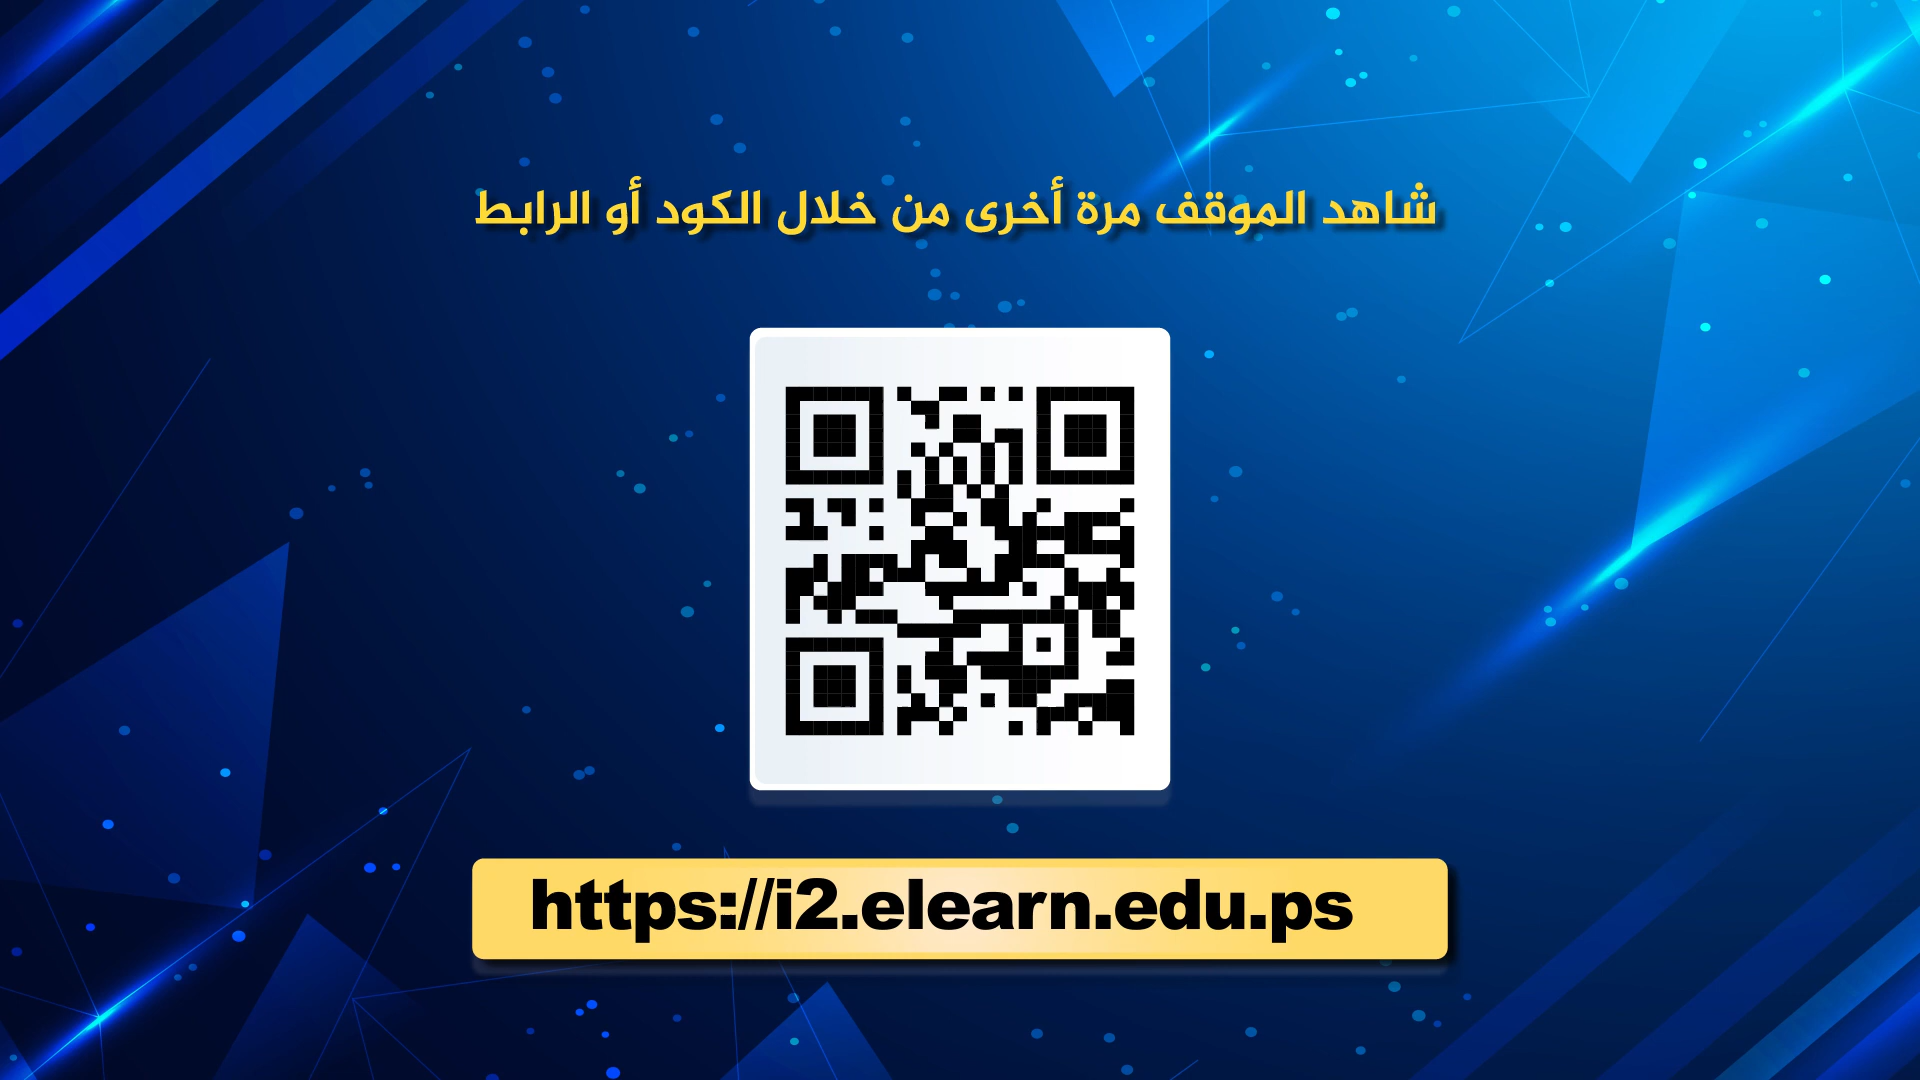 شاهد الموقف مرة أخرى من خلال الكود أو الرابط
https://i2.elearn.edu.ps